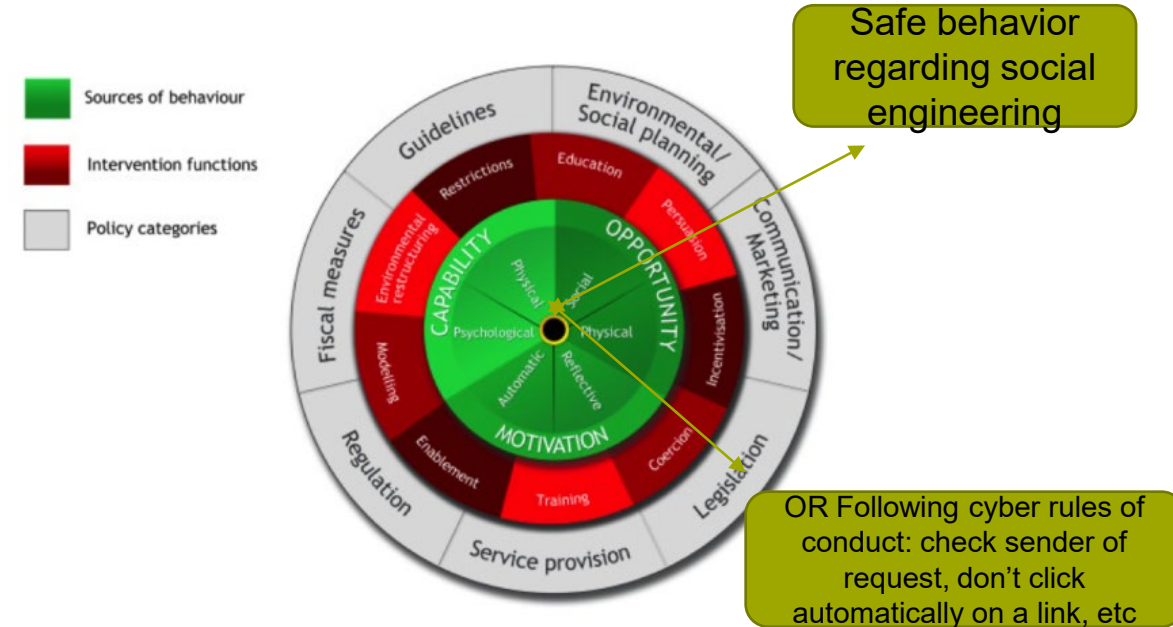 Sources of behaviour
Intervention functions
Policy categories
Safe behavior
regarding social
engineering
Guidelines
Environmental/
Social planning
Communication/
Marketing
Legislation
Service provision
Regulation
Fiscal measures
Restrictions
Education
Persuasion
Incentivisation
Coercion
Training
Enablement
Modelling
Environmental
restructuring
CAPABILITY
OPPORTUNITY
MOTIVATION
Physical
Social
Psychological
Physical
Automatic
Reflective
OR Following cyber rules of
conduct: check sender of
request, don’t click
automatically on a link, etc